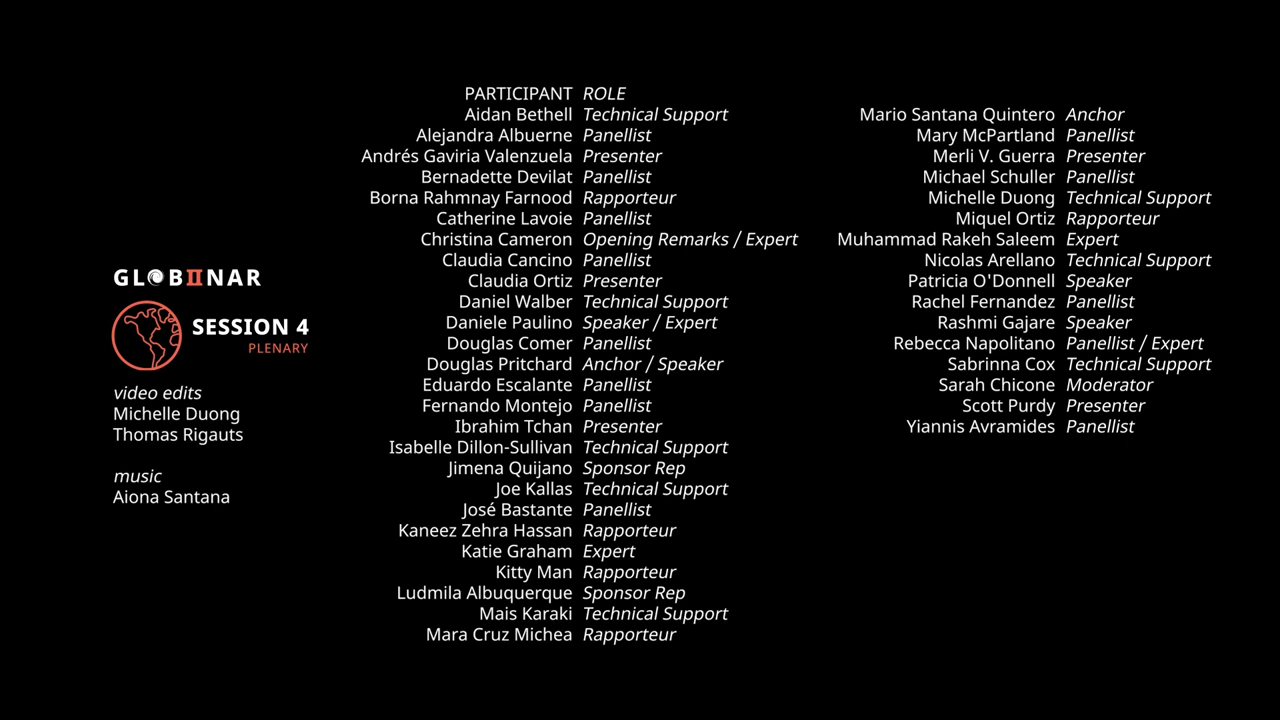 GLOBIINAR
SESSION 4
PLENARY
video edits
Michelle Duong
Thomas Rigauts
music
Aiona Santana
PARTICIPANT ROLE
Aidan Bethell Technical Support
Alejandra Albuerne Panellist
Andrés Gaviria Valenzuela Presenter
Bernadette Devilat Panellist
Borna Rahmnay Farnood Rapporteur
Catherine Lavoie Panellist
Christina Cameron Opening Remarks / Expert
Claudia Cancino Panellist
Claudia Ortiz Presenter
Daniel Walber Technical Support
Daniele Paulino Speaker / Expert
Douglas Comer Panellist
Douglas Pritchard Anchor / Speaker
Eduardo Escalante Panellist
Fernando Montejo Panellist
Ibrahim Tchan Presenter
Isabelle Dillon-Sullivan Technical Support
Jimena Quijano Sponsor Rep
Joe Kallas Technical Support
José Bastante Panellist
Kaneez Zehra Hassan Rapporteur
Katie Graham Expert
Kitty Man Rapporteur
Ludmila Albuquerque Sponsor Rep
Mais Karaki Technical Support
Mara Cruz Michea Rapporteur
Mario Santana Quintero Anchor
Mary McPartland Panellist
Merli V. Guerra Presenter
Michael Schuller Panellist
Michelle Duong Technical Support
Miquel Ortiz Rapporteur
Muhammad Rakeh Saleem Expert
Nicolas Arellano Technical Support
Patricia O'Donnell Speaker
Rachel Fernandez Panellist
Rashmi Gajare Speaker
Rebecca Napolitano Panellist / Expert
Sabrinna Cox Technical Support
Sarah Chicone Moderator
Scott Purdy Presenter
Yiannis Avramides Panellist